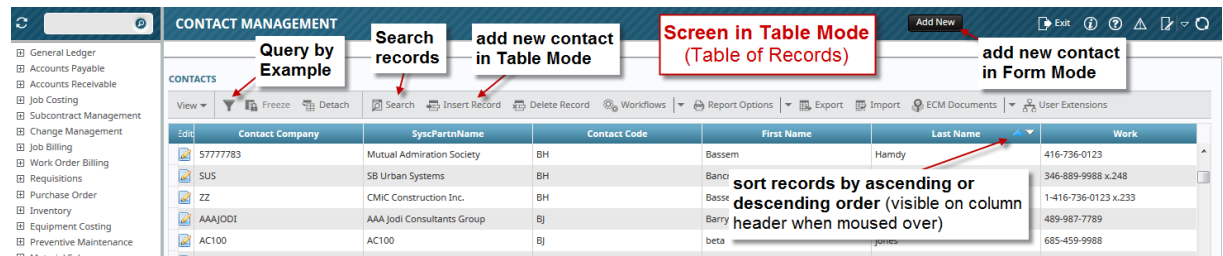 CONTACT MANAGEMENT
Add New
Exit
Screen in Table Mode
(Table of Records)
Query by
Example
Search
records
add new contact
in Table Mode
add new contact
in Form Mode
General Ledger
Accounts Payable
Accounts Receivable
Job Costing
Subcontract Management
Change Management
Job Billing
Work Order Billing
Requisitions
Purchase Order
Inventory
Equipment Costing
Preventive Maintenance
CONTACTS
View Freeze Detach Search Insert Record Delete Record Workflows Report Options Export Import ECM Documents User Extensions
Edit Contact Company SyscPartnName Contact Code First Name Last Name Work
57777783 Mutual Admiration Society BH Bassem Hamdy 416-736-0123
SUS SB Urban Systems BH 346-889-9988 x.248
ZZ CMiC Construction Inc. BH 1-416-736-0123 x.233
AAAJODI AAA Jodi Consultants Group BJ Barry 489-987-7789
AC100 AC100 BJ beta Jones 685-459-9988
sort records by ascending or
descending order (visible on column
header when moused over)